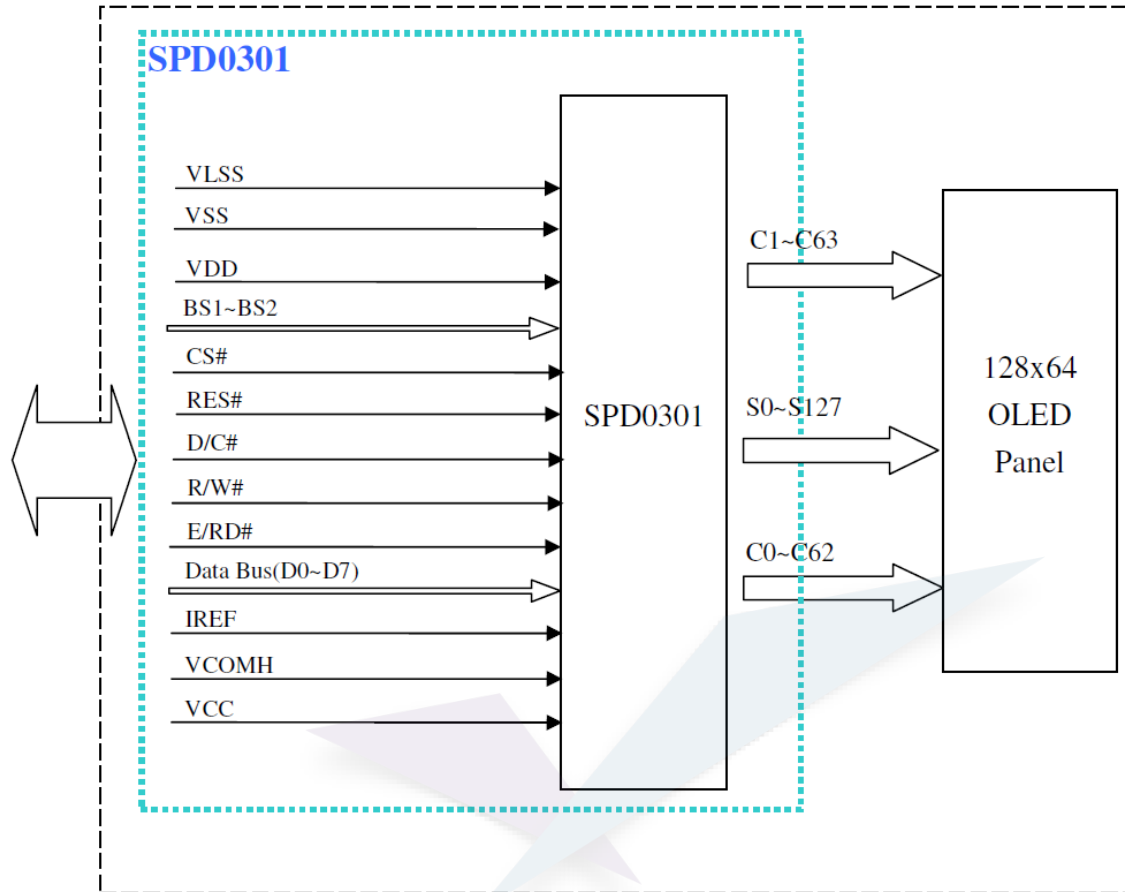 SPD0301
VLSS
VSS
VDD
BS1~BS2
CS#
RES#
D/C#
R/W#
E/RD#
Data Bus(D0~D7)
IREF
VCOMH
VCC
SPD0301
C1~C63
S0~S127
C0~C62
128x64
OLED
Panel